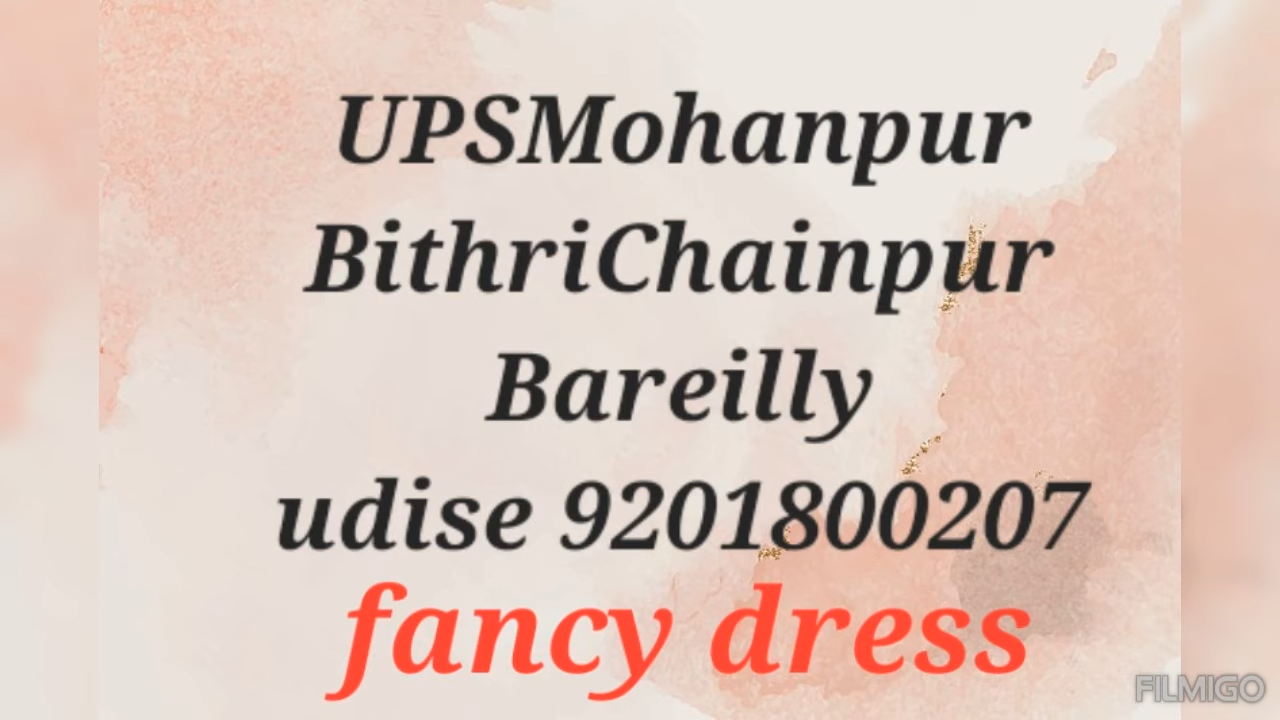 UPSMohanpur
BithriChainpur
Bareilly
udise 9201800207
fancy dress
FILMIGO